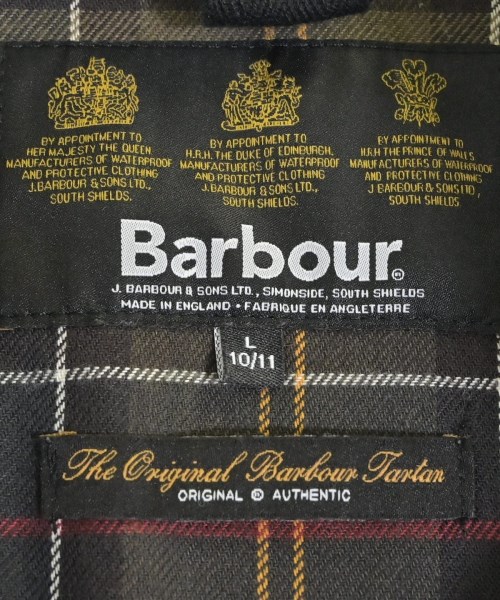 BY APPOINTMENT TO
HER MAJESTY THE QUEEN
MANUFACTURERS OF WATERPROOF
AND PROTECTIVE CLOTHING
J.BARBOUR & SONS LTD.,
SOUTH SHIELDS.
BY APPOINTMENT TO
H.R.H. THE DUKE OF EDINBURGH,
MANUFACTURERS OF WATERPROOF
AND PROTECTIVE CLOTHING
J. BARBOUR & SONS LTD.,
SOUTH SHIELDS.
BY APPOINTMENT TO
H.R.H THE PRINCE OF WALES
MANUFACTURERS OF WATERPROOF
AND PROTECTIVE CLOTHING
J. BARBOUR & SONS LTD.,
SOUTH SHIELDS.
Barbour®
J. BARBOUR & SONS LTD., SIMONSIDE, SOUTH SHIELDS
MADE IN ENGLAND • FABRIQUE EN ANGLETERRE
L
10/11
The Original Barbour Tartan
ORIGINAL ® AUTHENTIC